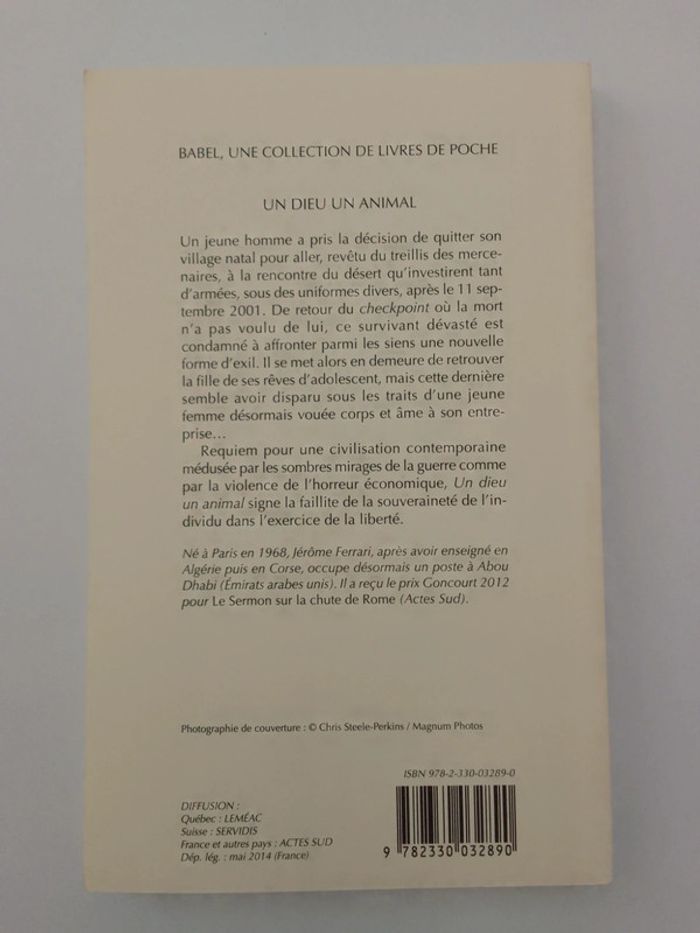 BABEL, UNE COLLECTION DE LIVRES DE POCHE
UN DIEU UN ANIMAL
Un jeune homme a pris la décision de quitter son
village natal pour aller, revêtu du treillis des merce-
naires, à la rencontre du désert qu'investirent tant
d'armées, sous des uniformes divers, après le 11 sep-
tembre 2001. De retour du checkpoint où la mort
n'a pas voulu de lui, ce survivant dévasté est
condamné à affronter parmi les siens une nouvelle
forme d'exil. Il se met alors en demeure de retrouver
la fille de ses rêves d'adolescent, mais cette dernière
semble avoir disparu sous les traits d'une jeune
femme désormais vouée corps et âme à son entre-
prise...
Requiem pour une civilisation contemporaine
médusée par les sombres mirages de la guerre comme
par la violence de l'horreur économique, Un dieu
un animal signe la faillite de la souveraineté de l'in-
dividu dans l'exercice de la liberté.
Né à Paris en 1968, Jérôme Ferrari, après avoir enseigné en
Algérie puis en Corse, occupe désormais un poste à Abou
Dhabi (Émirats arabes unis). Il a reçu le prix Goncourt 2012
pour Le Sermon sur la chute de Rome (Actes Sud).
Photographie de couverture : © Chris Steele-Perkins / Magnum Photos
ISBN 978-2-330-03289-0
DIFFUSION :
Québec : LEMÉAC
Suisse : SERVIDIS
France et autres pays : ACTES SUD
Dép. lég. : mai 2014 (France)
9 782330 032890